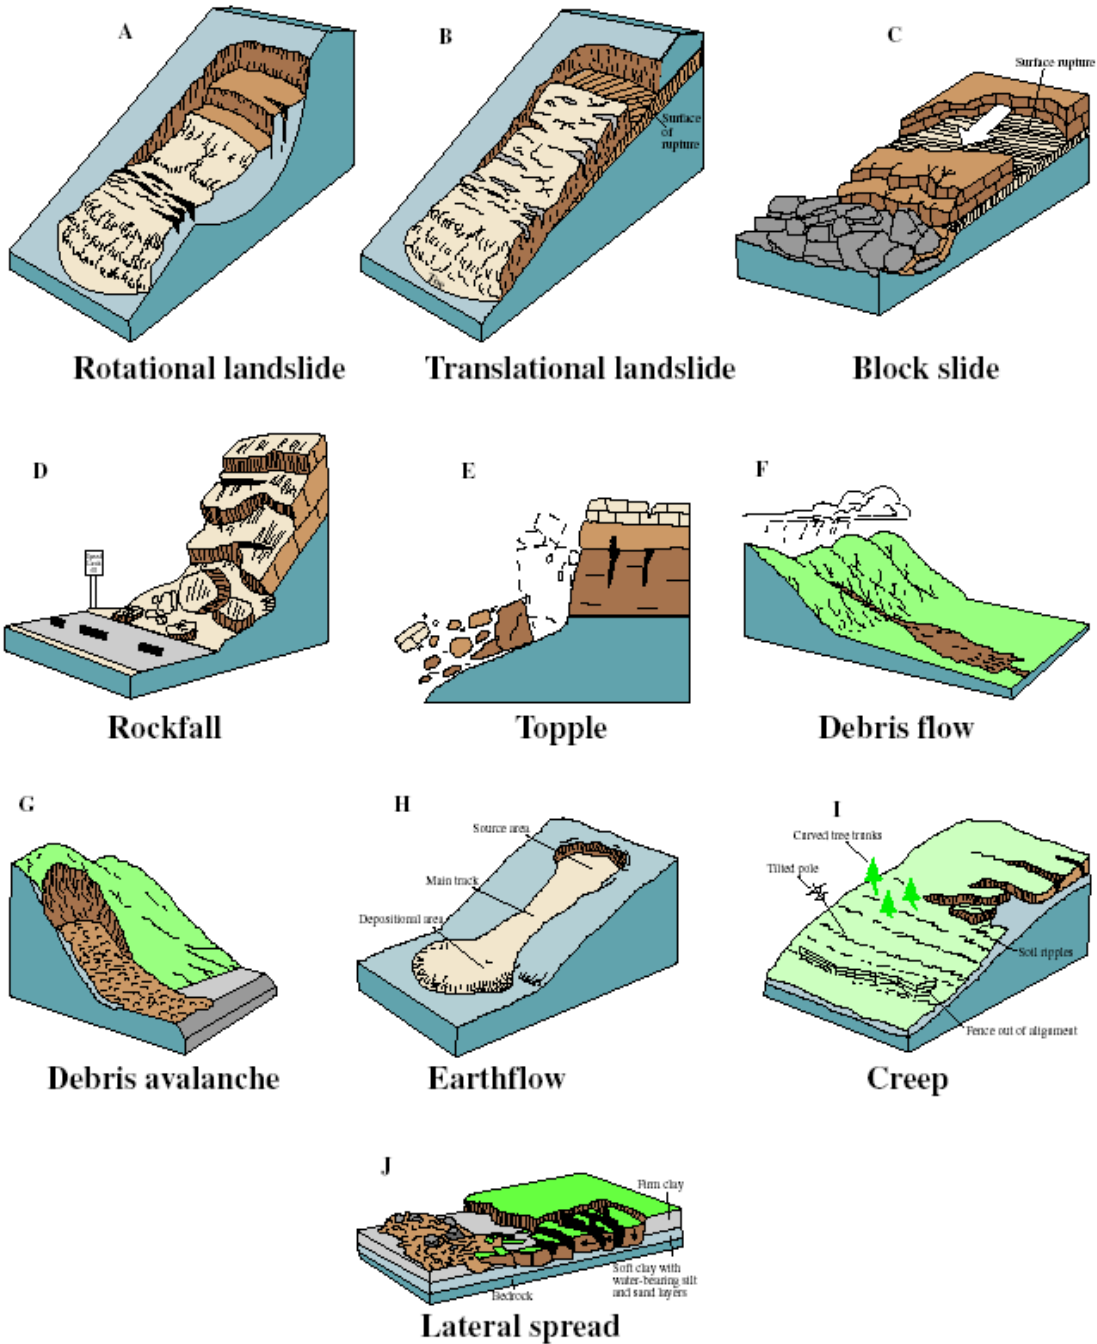 A
B
C
Surface rupture
Surface
of
rupture
Toe
Rotational landslide
Translational landslide
Block slide
D
E
F
Rockfall
Topple
Debris flow
G
H
I
Source area
Main track
Depositional area
Curved tree trunks
Tilted pole
Soil ripples
Fence out of alignment
Debris avalanche
Earthflow
Creep
J
Firm clay
Soft clay with
water-bearing silt
and sand layers
Bedrock
Lateral spread